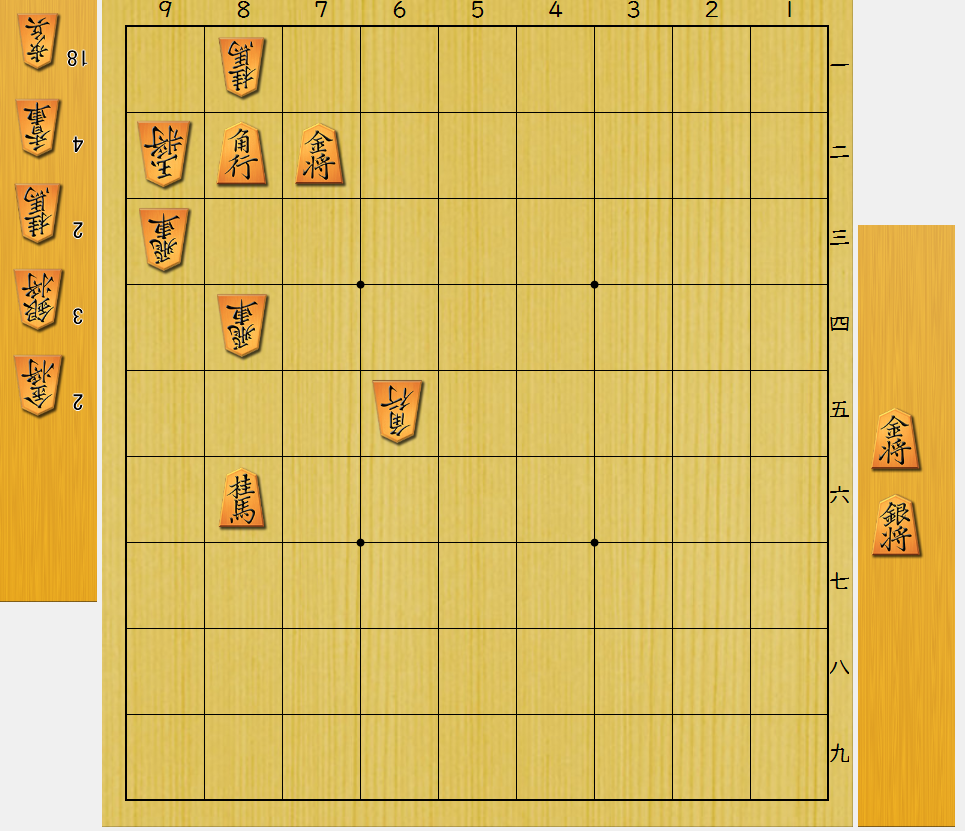 9 8 7 6 5 4 3 2 1
一
二
三
四
五
六
七
八
九
歩兵 18
香車 4
桂馬 2
銀将 3
金将 2
桂馬
玉将 角行 金将
飛車
飛車
角行
桂馬
金将
銀将